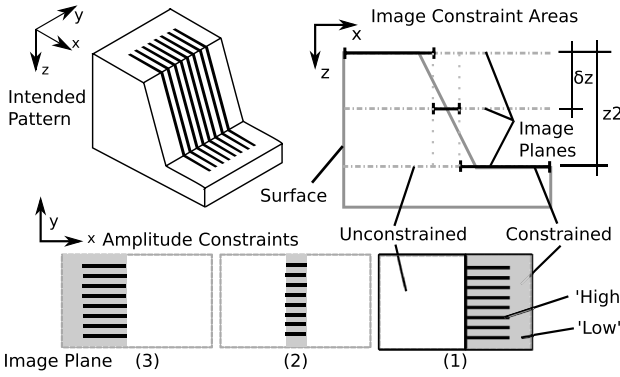 y
x
z
Intended
Pattern
Image Constraint Areas
x
z
δz
z2
Image
Planes
Surface
y
x
Amplitude Constraints
Unconstrained
Constrained
'High
'Low'
Image Plane
(3)
(2)
(1)